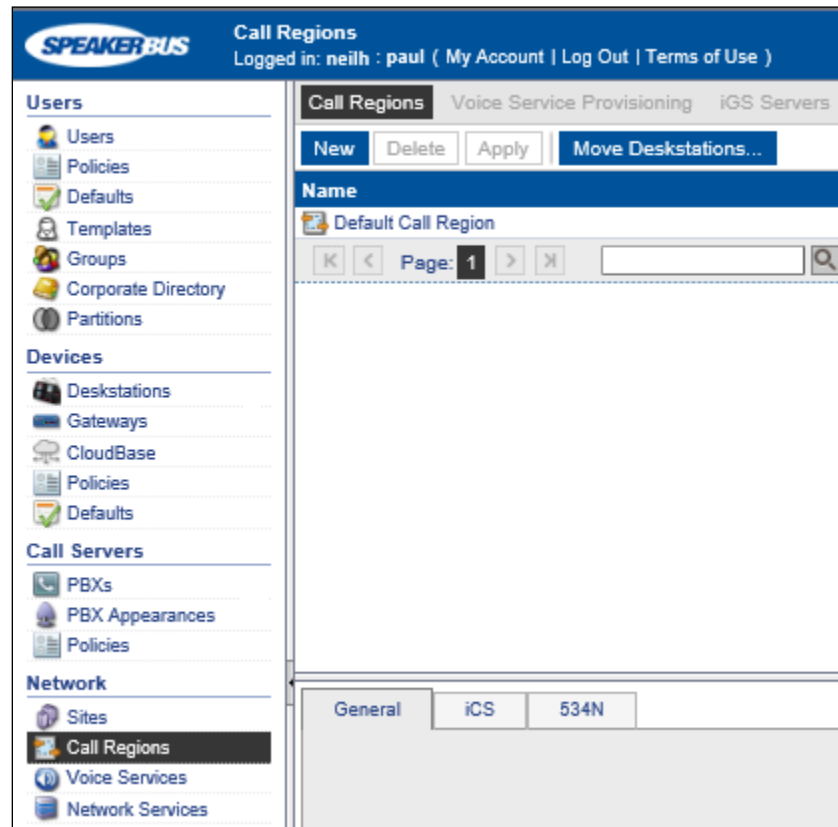 SPEAKERBUS
Call Regions
Logged in: neilh : paul ( My Account | Log Out | Terms of Use )
Users
Users
Policies
Defaults
Templates
Groups
Corporate Directory
Partitions
Devices
Deskstations
Gateways
CloudBase
Policies
Defaults
Call Servers
PBXs
PBX Appearances
Policies
Network
Sites
Call Regions
Voice Services
Network Services
Call Regions Voice Service Provisioning iGS Servers
New Delete Apply Move Deskstations...
Name
Default Call Region
Page: 1
General iCS 534N